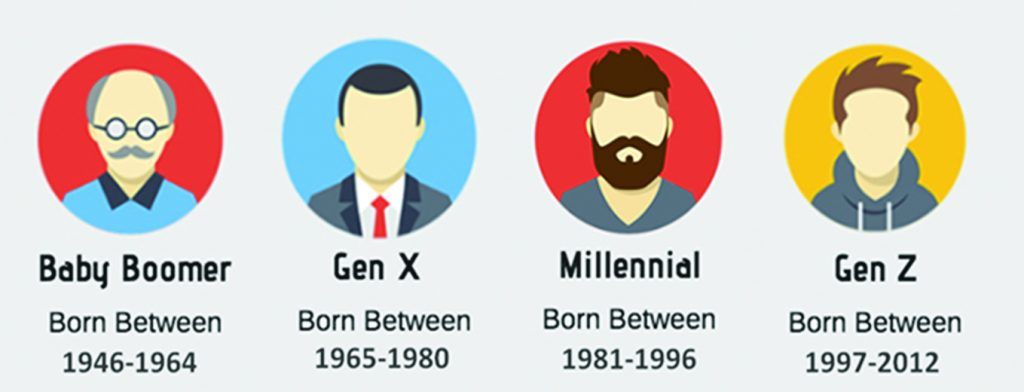 Baby Boomer
Born Between
1946-1964
Gen X
Born Between
1965-1980
Millennial
Born Between
1981-1996
Gen Z
Born Between
1997-2012